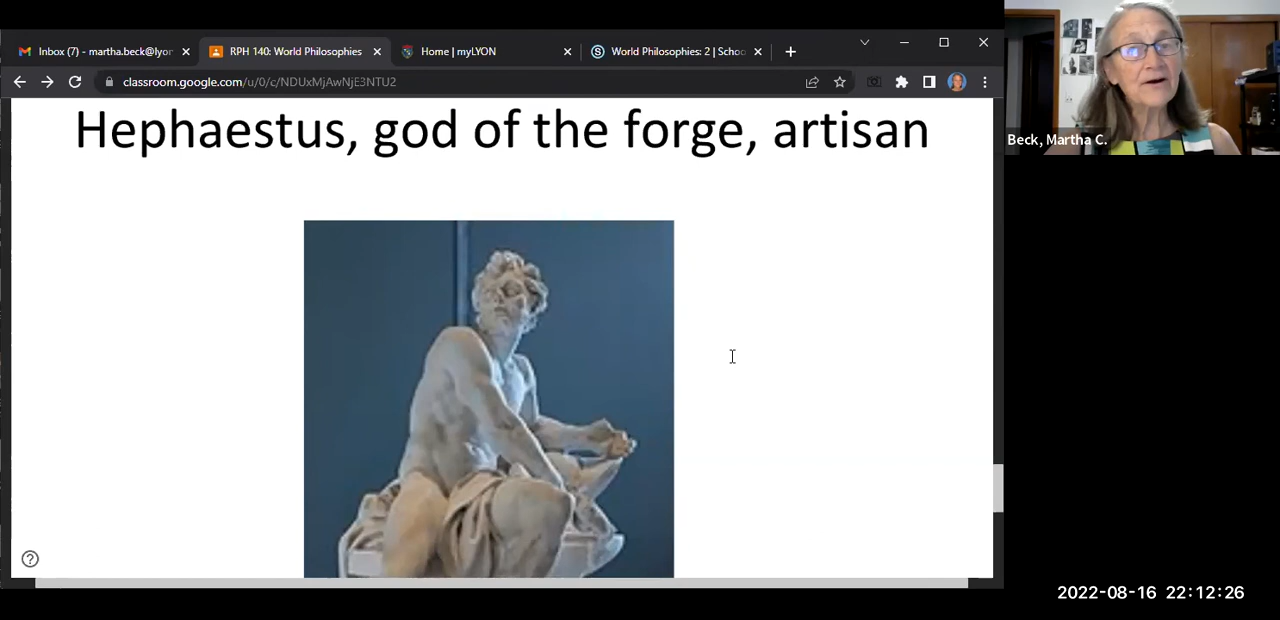 Inbox (7) - martha.beck@lyon
RPH 140: World Philosophies
Home | myLYON
World Philosophies: 2 | Schoo
classroom.google.com/u/0/c/NDUxMjAwNjE3NTU2
Hephaestus, god of the forge, artisan
Beck, Martha C.
2022-08-16 22:12:26